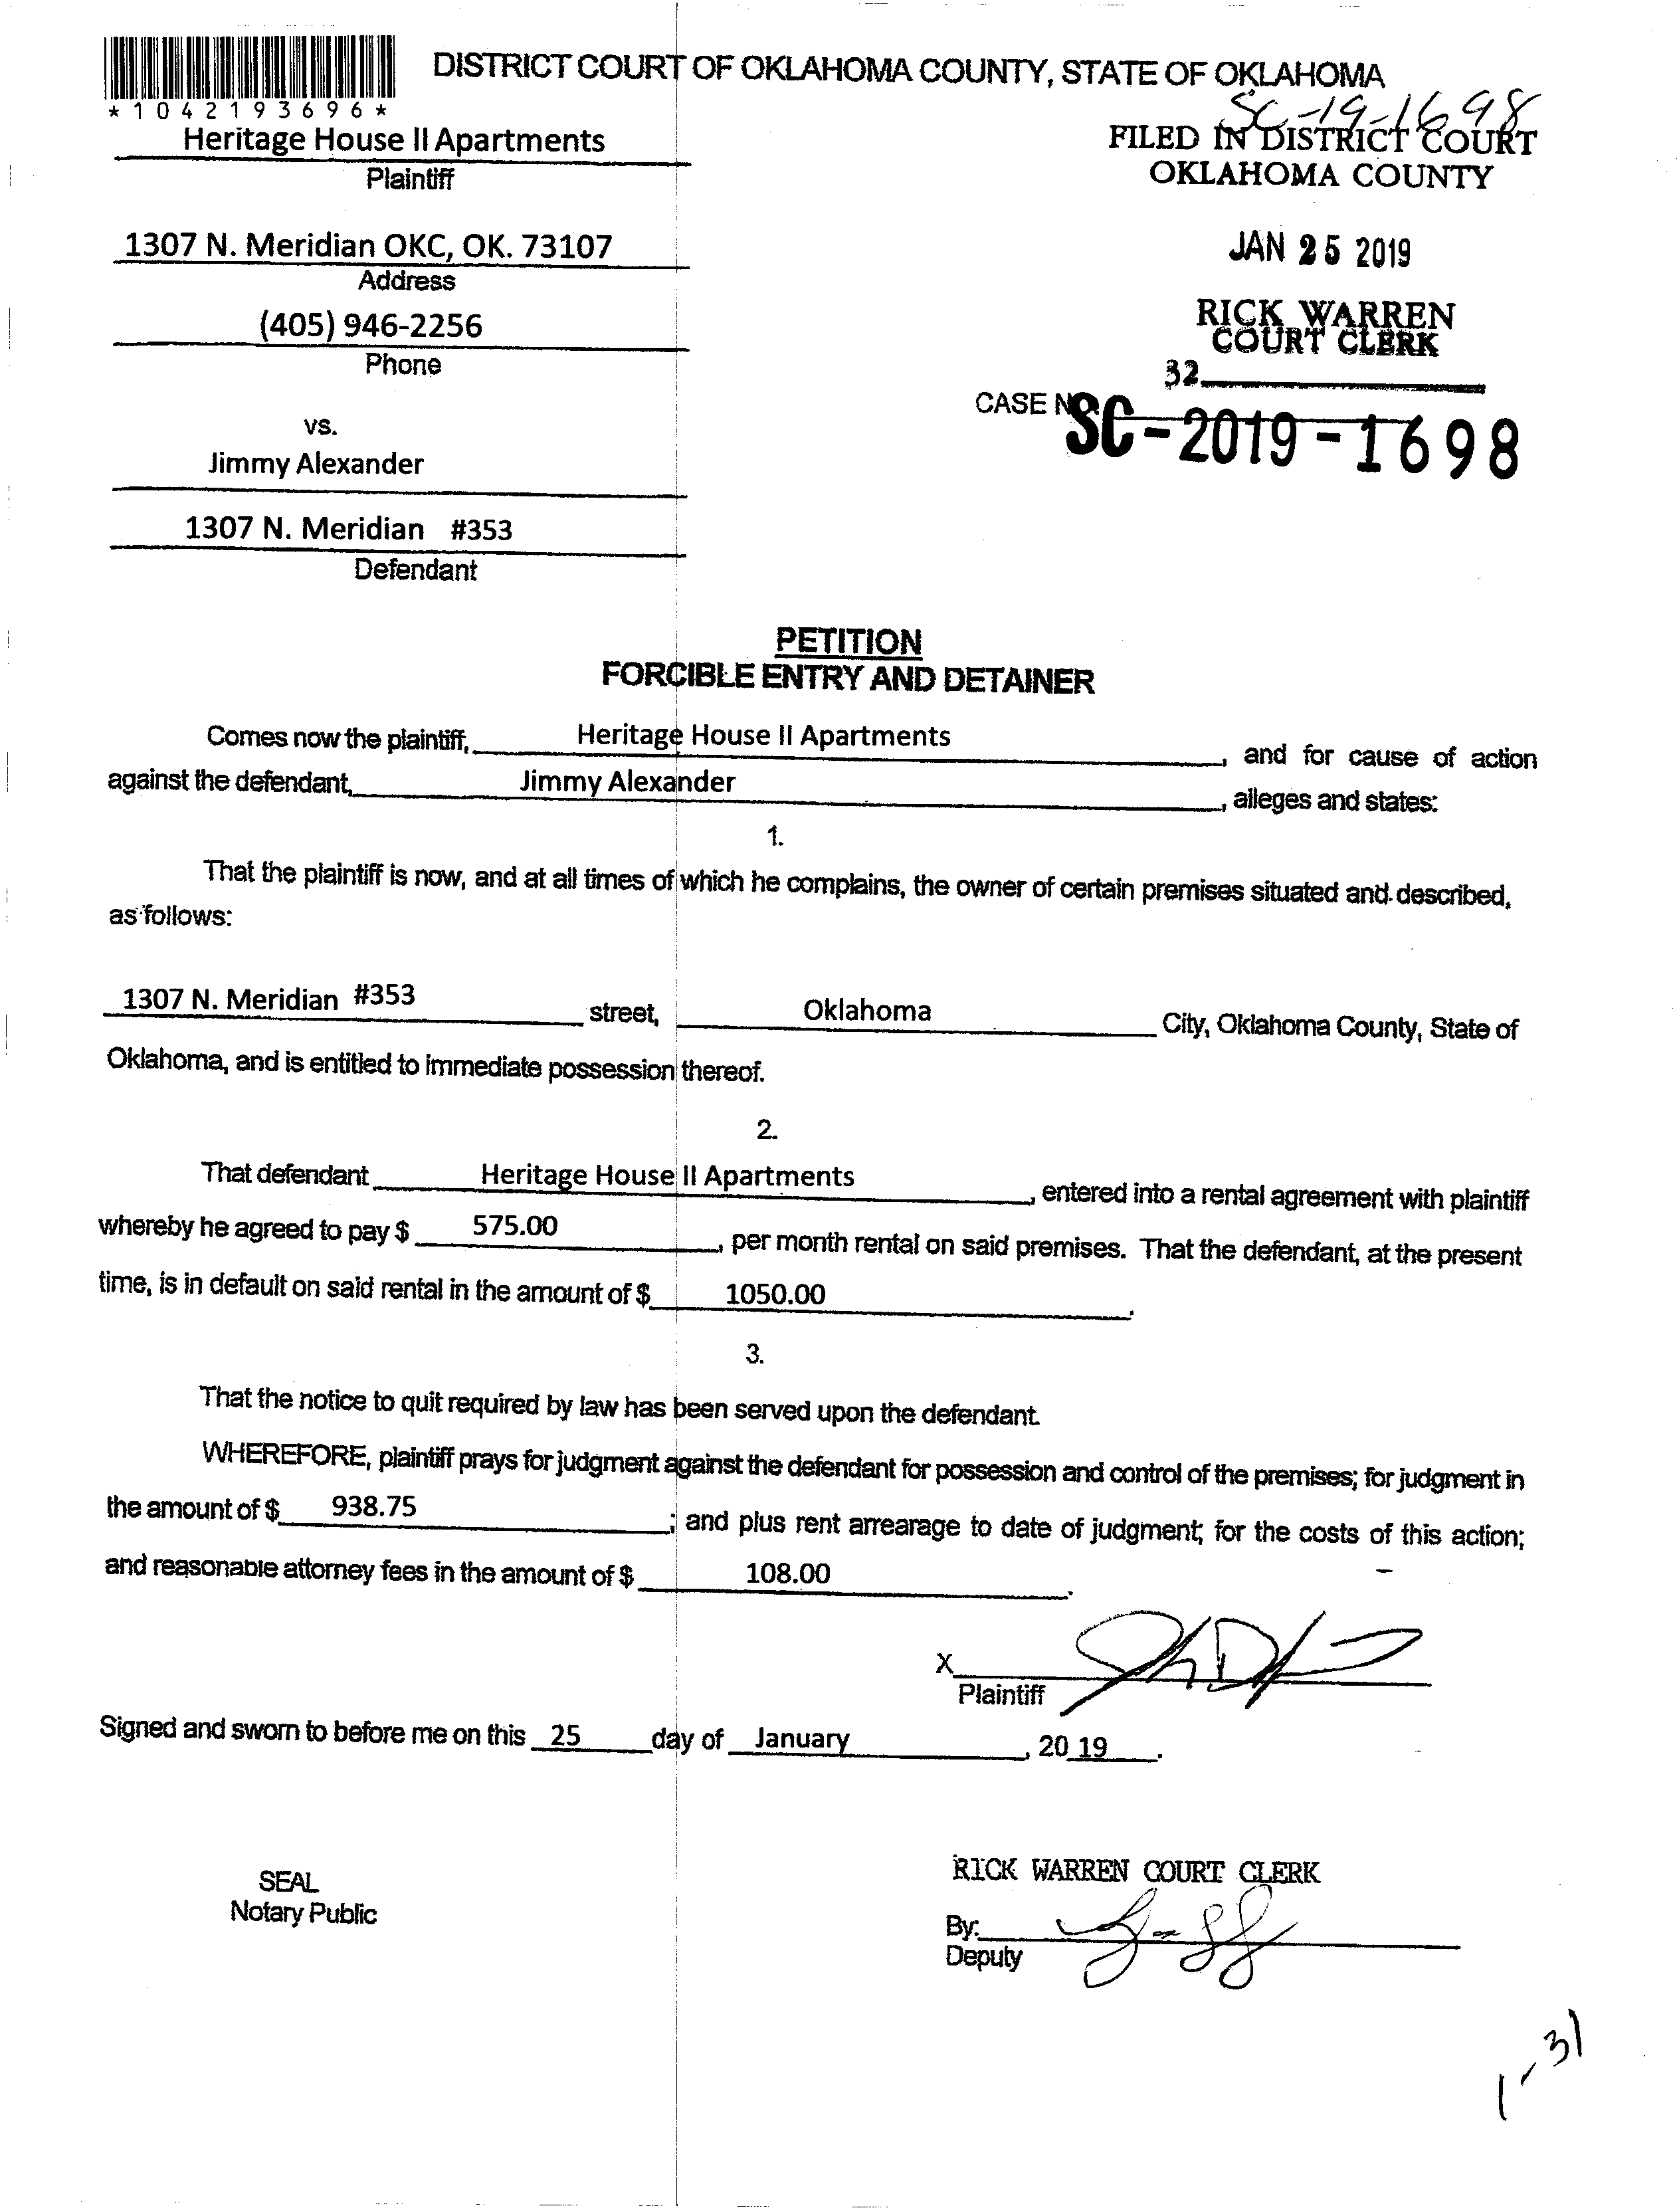 DISTRICT COURT OF OKLAHOMA COUNTY, STATE OF OKLAHOMA
*1042193696*
SC-19-1698
Heritage House II Apartments
Plaintiff
FILED IN DISTRICT COURT
OKLAHOMA COUNTY
1307 N. Meridian OKC, OK. 73107
Address
JAN 25 2019
(405) 946-2256
Phone
RICK WARREN
COURT CLERK
32
vs.
CASE N
SC-2019-1698
Jimmy Alexander
1307 N. Meridian #353
Defendant
PETITION
FORCIBLE ENTRY AND DETAINER
Comes now the plaintiff, Heritage House II Apartments, and for cause of action
against the defendant, Jimmy Alexander, alleges and states:
1.
That the plaintiff is now, and at all times of which he complains, the owner of certain premises situated and described,
as follows:
1307 N. Meridian #353 street, Oklahoma City, Oklahoma County, State of
Oklahoma, and is entitled to immediate possession thereof.
2.
That defendant Heritage House II Apartments, entered into a rental agreement with plaintiff
whereby he agreed to pay $ 575.00, per month rental on said premises. That the defendant, at the present
time, is in default on said rental in the amount of $ 1050.00.
3.
That the notice to quit required by law has been served upon the defendant.
WHEREFORE, plaintiff prays for judgment against the defendant for possession and control of the premises; for judgment in
the amount of $ 938.75; and plus rent arrearage to date of judgment; for the costs of this action;
and reasonable attorney fees in the amount of $ 108.00.
X
Plaintiff
Signed and sworn to before me on this 25 day of January, 20 19.
SEAL
Notary Public
RICK WARREN COURT CLERK
By:
Deputy
1-31